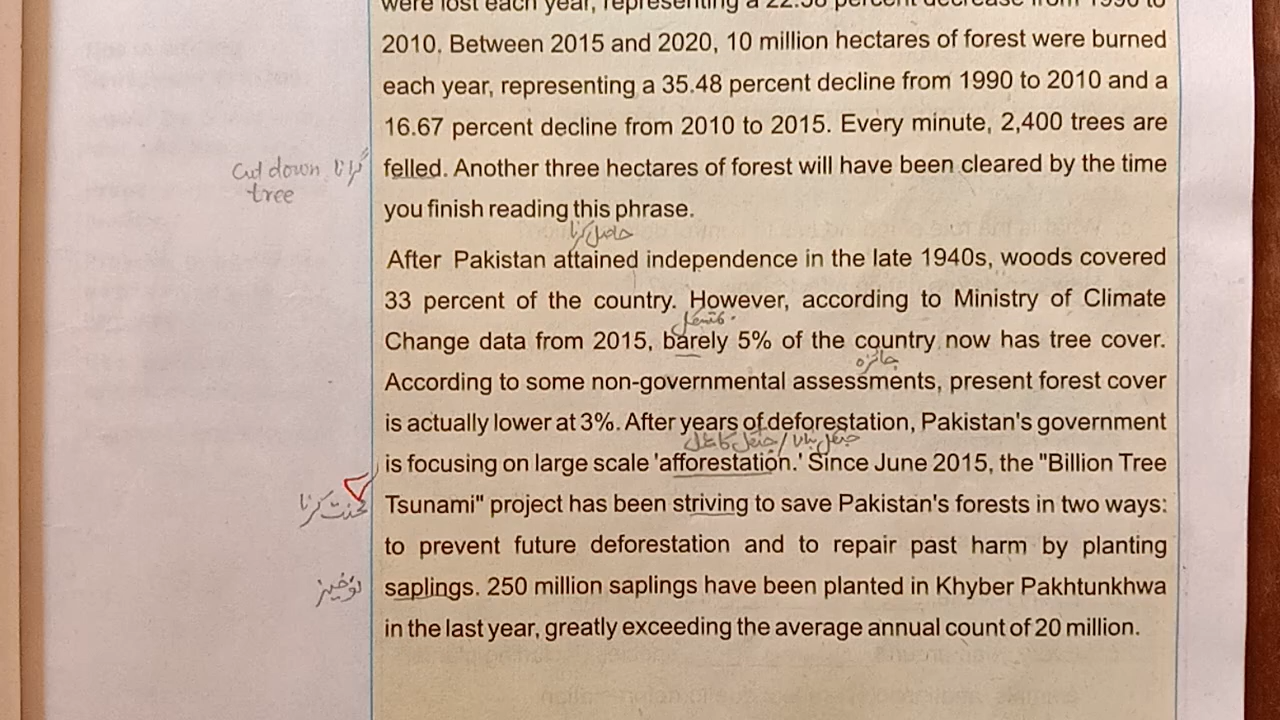 were lost each year, representing a 22.58 percent decrease from 1990 to
2010. Between 2015 and 2020, 10 million hectares of forest were burned
each year, representing a 35.48 percent decline from 1990 to 2010 and a
16.67 percent decline from 2010 to 2015. Every minute, 2,400 trees are
cut down گرانا
tree
felled. Another three hectares of forest will have been cleared by the time
you finish reading this phrase.
حاصل کرنا
After Pakistan attained independence in the late 1940s, woods covered
33 percent of the country. However, according to Ministry of Climate
Change data from 2015, barely 5% of the country now has tree cover.
جائزہ
According to some non-governmental assessments, present forest cover
is actually lower at 3%. After years of deforestation, Pakistan's government
is focusing on large scale 'afforestation.' Since June 2015, the "Billion Tree
محنت کرنا
Tsunami" project has been striving to save Pakistan's forests in two ways:
to prevent future deforestation and to repair past harm by planting
نوخیز
saplings. 250 million saplings have been planted in Khyber Pakhtunkhwa
in the last year, greatly exceeding the average annual count of 20 million.